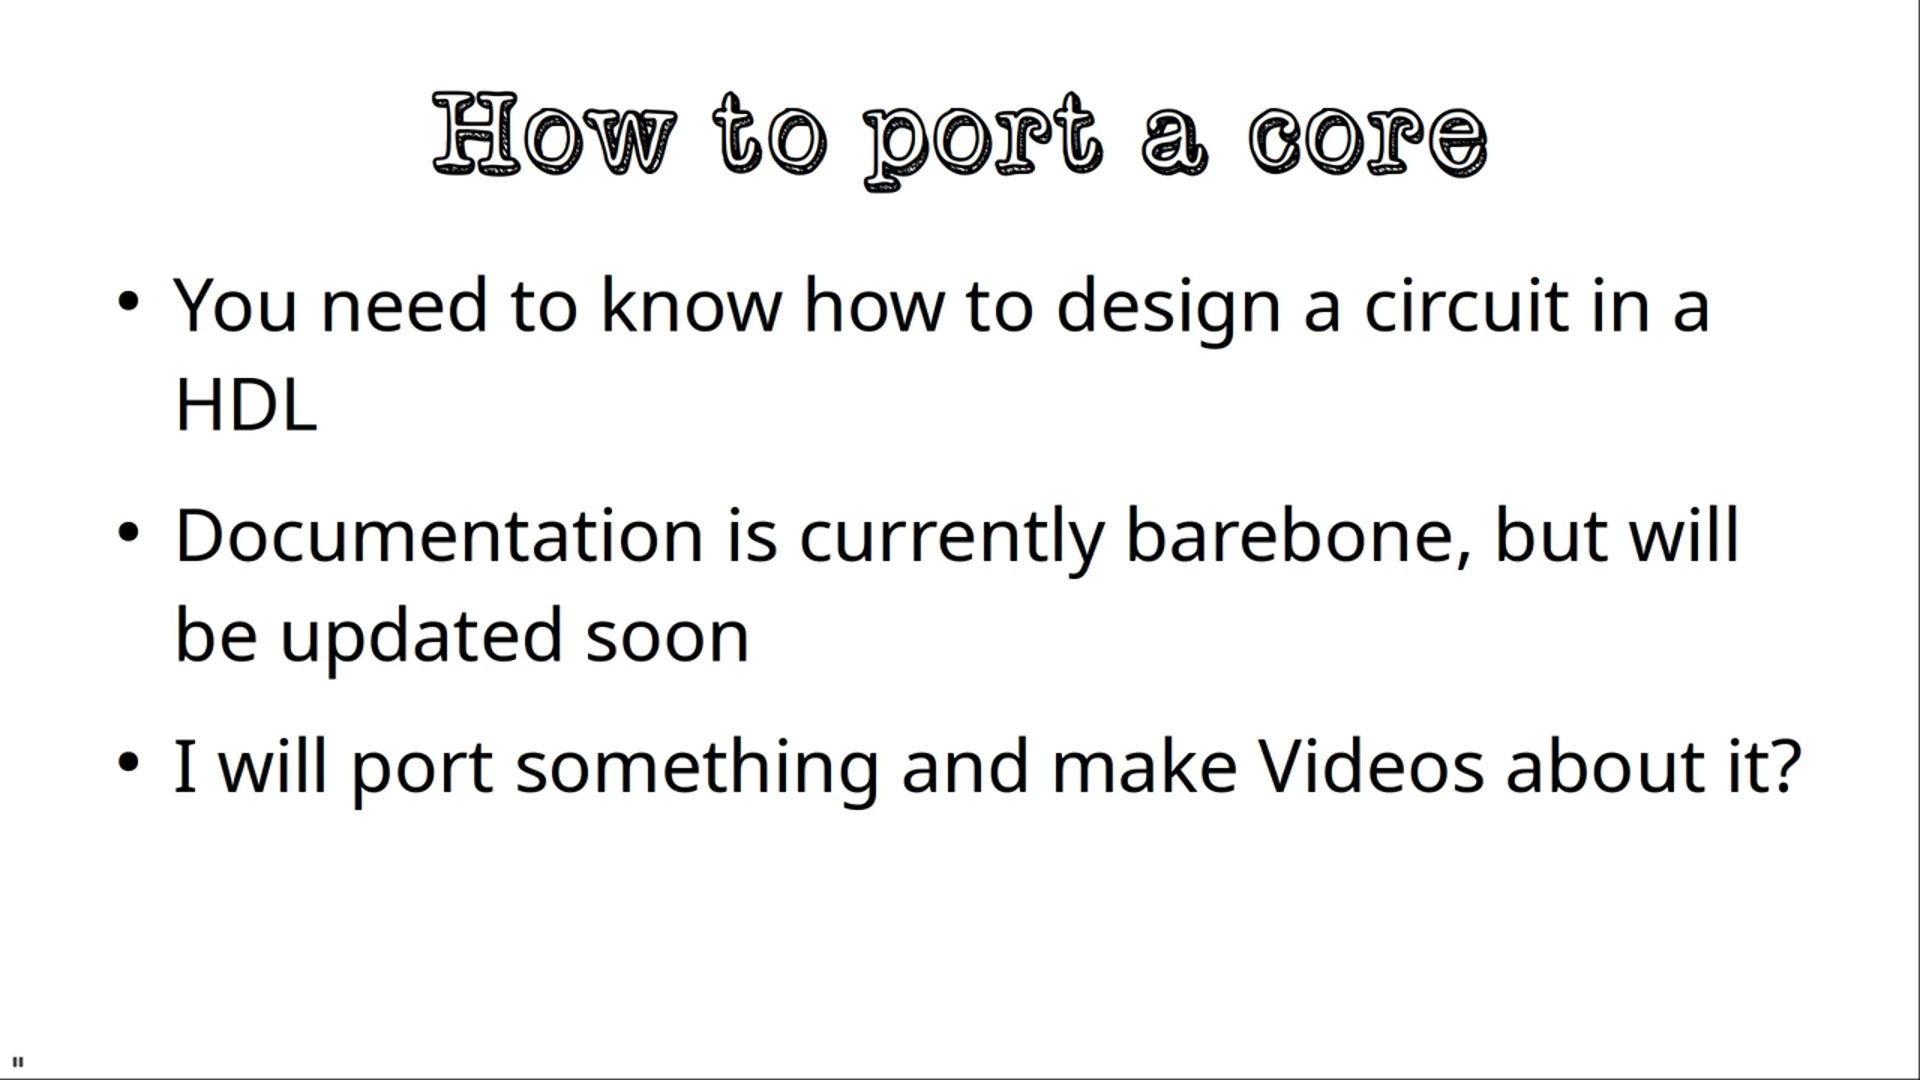 How to port a core
• You need to know how to design a circuit in a
HDL
• Documentation is currently barebone, but will
be updated soon
• I will port something and make Videos about it?